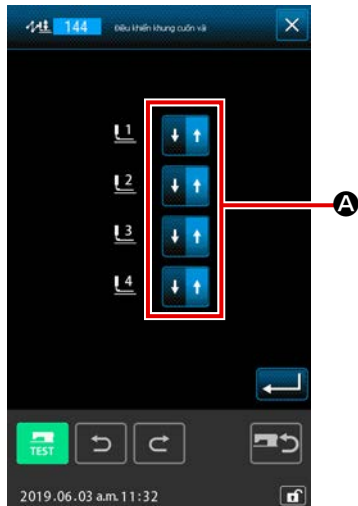 144 Điều khiển khung cuốn vải
1
2
3
4
A
TEST
2019.06.03 a.m.11:32